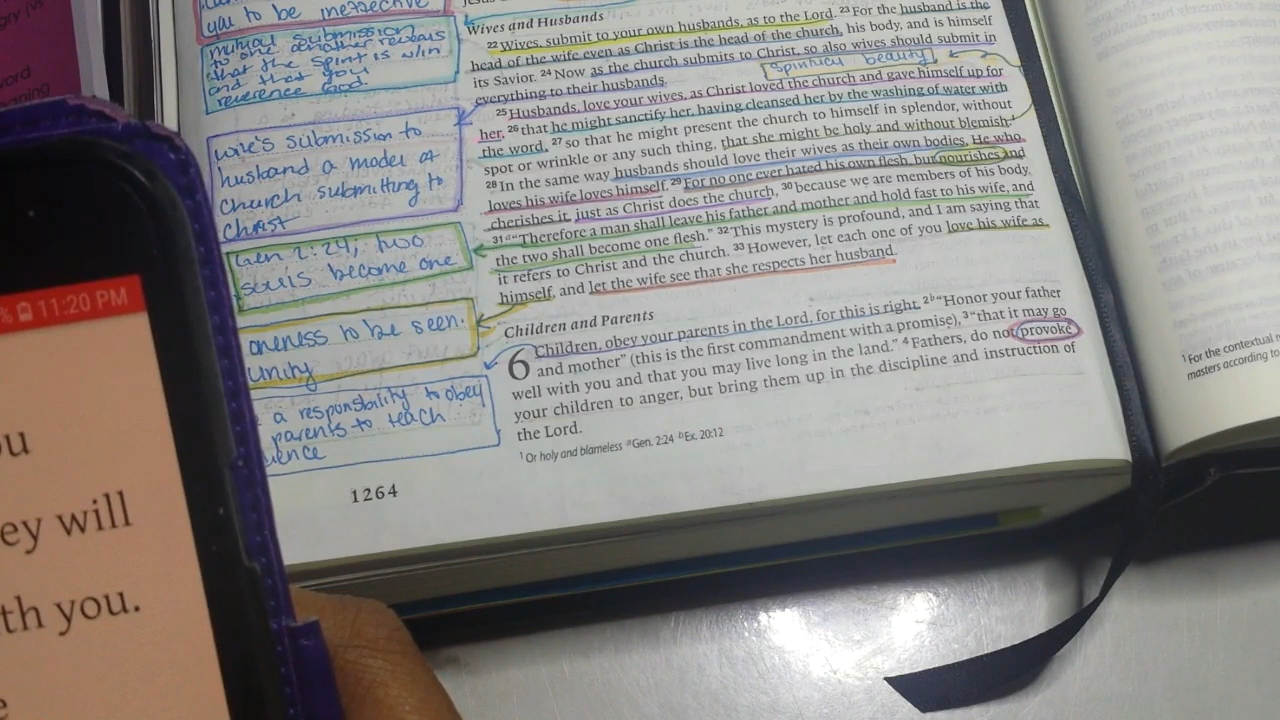 you to be ineffective
mutual submission
to one another reveals
that the spirit is w/in
and that you
reverence God.
wife's submission to
husband a model of
church submitting to
Christ
Gen 2:24; two
souls become one
oneness to be seen.
unity
a responsibility to obey
parents to teach
Wives and Husbands
22 Wives, submit to your own husbands, as to the Lord. 23 For the husband is the
head of the wife even as Christ is the head of the church, his body, and is himself
its Savior. 24 Now as the church submits to Christ, so also wives should submit in
everything to their husbands.
beauty
25 Husbands, love your wives, as Christ loved the church and gave himself up for
her, 26 that he might sanctify her, having cleansed her by the washing of water with
the word, 27 so that he might present the church to himself in splendor, without
spot or wrinkle or any such thing, that she might be holy and without blemish.1
28 In the same way husbands should love their wives as their own bodies. He who
loves his wife loves himself. 29 For no one ever hated his own flesh, but nourishes and
cherishes it, just as Christ does the church, 30 because we are members of his body.
31 a“Therefore a man shall leave his father and mother and hold fast to his wife, and
the two shall become one flesh.” 32 This mystery is profound, and I am saying that
it refers to Christ and the church. 33 However, let each one of you love his wife as
himself, and let the wife see that she respects her husband.
Children and Parents
6 Children, obey your parents in the Lord, for this is right. 2 b“Honor your father
and mother” (this is the first commandment with a promise), 3 “that it may go
well with you and that you may live long in the land.” 4 Fathers, do not provoke
your children to anger, but bring them up in the discipline and instruction of
the Lord.
1 Or holy and blameless a Gen. 2:24 b Ex. 20:12
1264
1 For the contextual
masters according to
11:20 PM
ey will
th you.